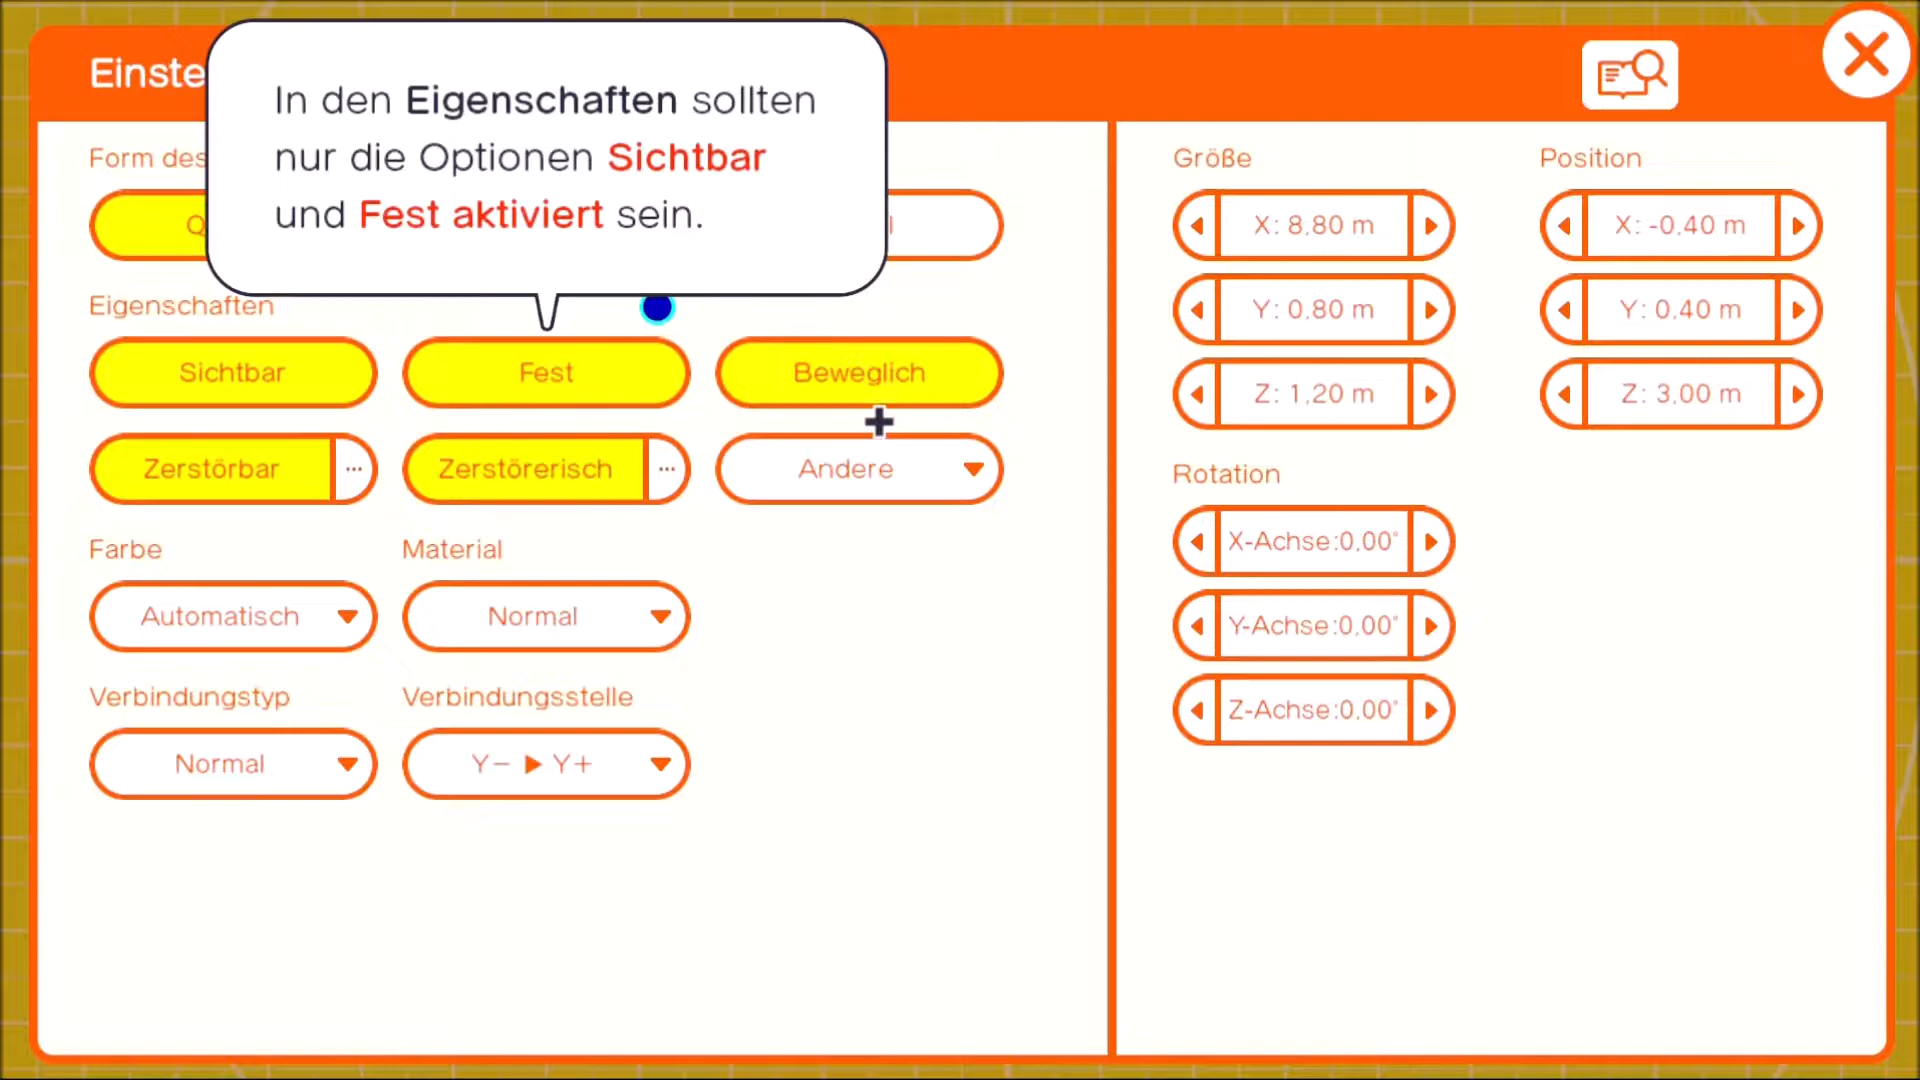 Einste
In den Eigenschaften sollten
nur die Optionen Sichtbar
und Fest aktiviert sein.
Form des
Eigenschaften
Sichtbar
Fest
Beweglich
Zerstörbar
...
Zerstörerisch
...
Andere
Farbe
Material
Automatisch
Normal
Verbindungstyp
Verbindungsstelle
Normal
Y− ▶ Y+
Größe
Position
X: 8,80 m
X: -0,40 m
Y: 0,80 m
Y: 0,40 m
Z: 1,20 m
Z: 3,00 m
Rotation
X-Achse:0,00°
Y-Achse:0,00°
Z-Achse:0,00°